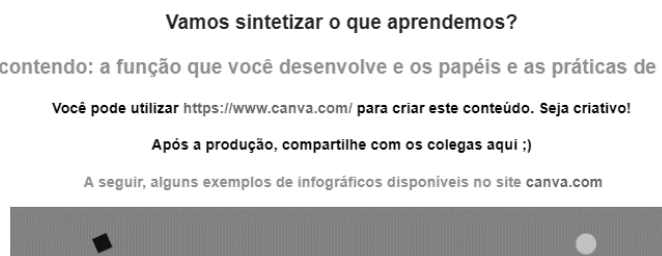 Vamos sintetizar o que aprendemos?
contendo: a função que você desenvolve e os papéis e as práticas de
Você pode utilizar https://www.canva.com/ para criar este conteúdo. Seja criativo!
Após a produção, compartilhe com os colegas aqui ;)
A seguir, alguns exemplos de infográficos disponíveis no site canva.com